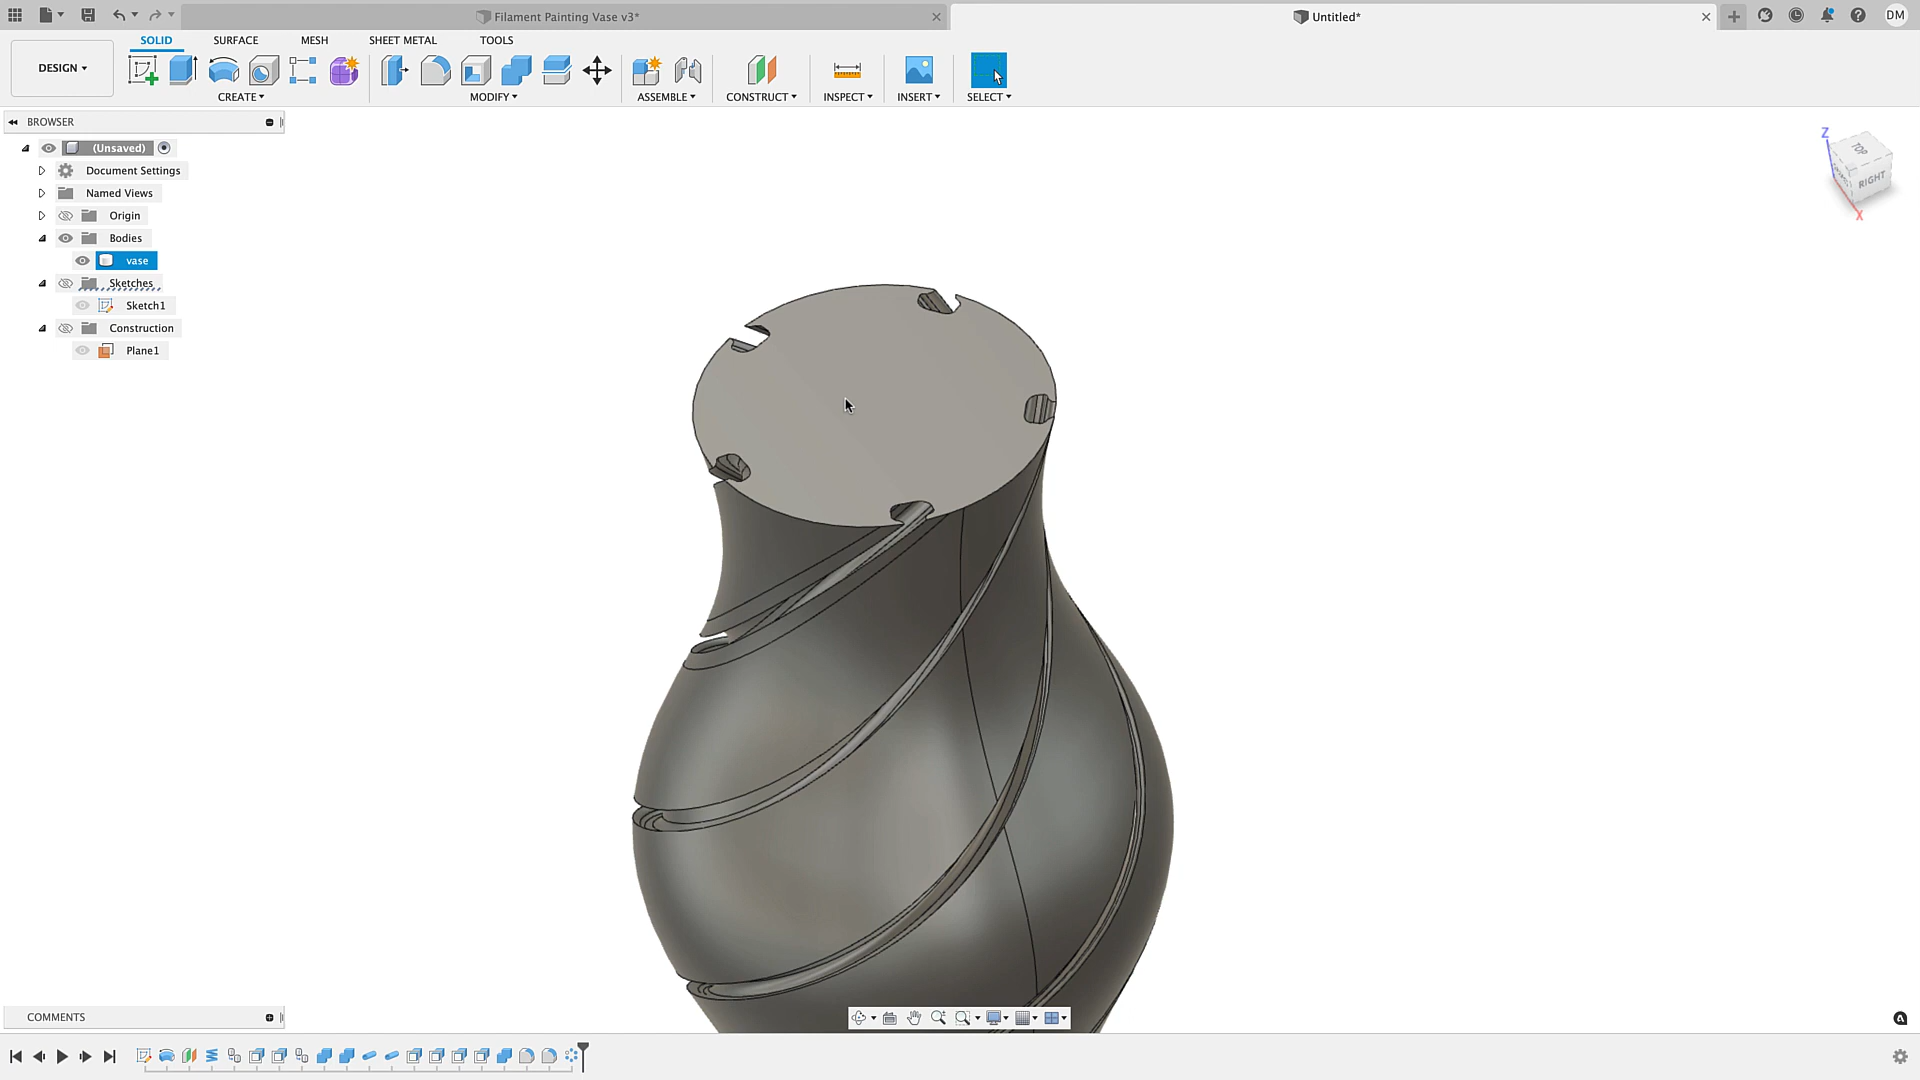 Filament Painting Vase v3*
Untitled*
DM
DESIGN
SOLID
SURFACE
MESH
SHEET METAL
TOOLS
CREATE
MODIFY
ASSEMBLE
CONSTRUCT
INSPECT
INSERT
SELECT
BROWSER
(Unsaved)
Document Settings
Named Views
Origin
Bodies
vase
Sketches
Sketch1
Construction
Plane1
Z
TOP
RIGHT
X
COMMENTS